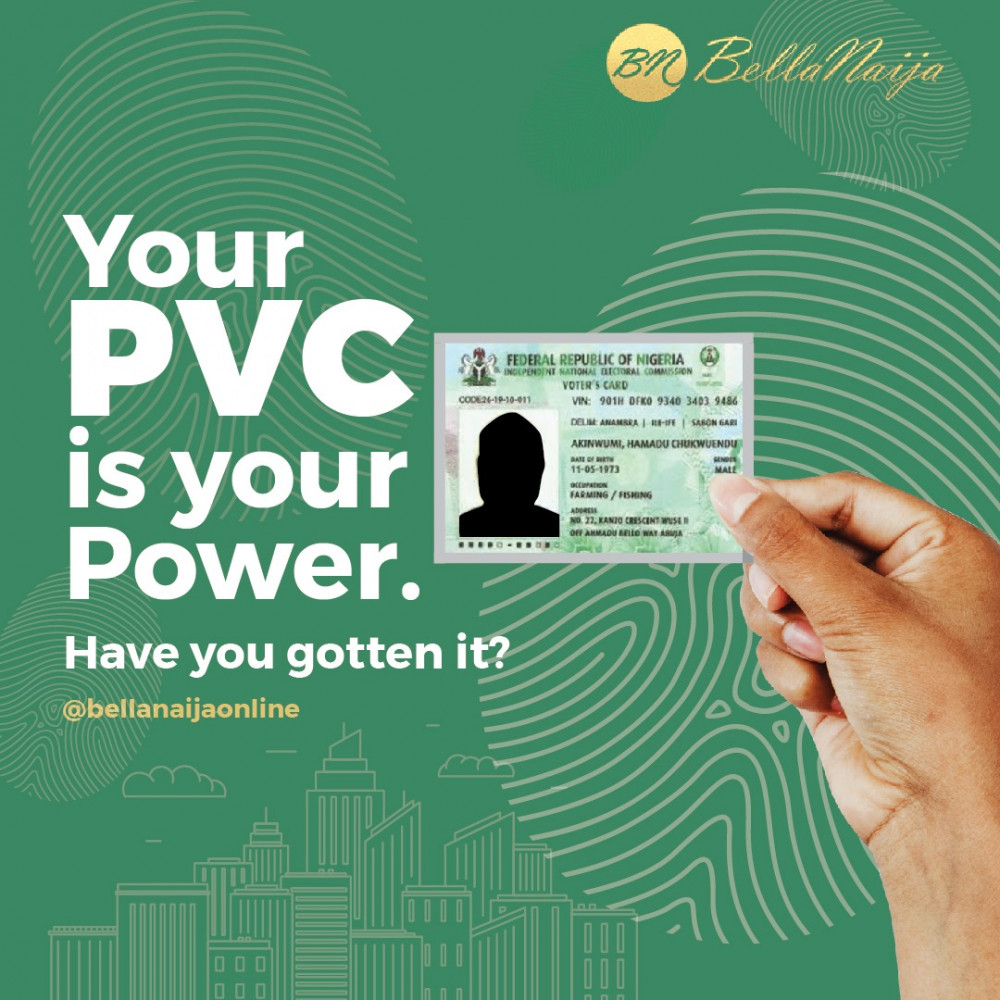 BN BellaNaija
Your
PVC
is your
Power.
Have you gotten it?
@bellanaijaonline
FEDERAL REPUBLIC OF NIGERIA
INDEPENDENT NATIONAL ELECTORAL COMMISSION
VOTER'S CARD
CODE:26-19-10-011
VIN: 901H DFKO 9340 3403 9486
DELIM: ANAMBRA | ILE-IFE | SABON GARI
AKINWUMI, HAMADU CHUKWUENDU
DATE OF BIRTH GENDER
11-05-1973 MALE
OCCUPATION
FARMING / FISHING
ADDRESS
NO. 22, KANZO CRESCENT WUSE II
OFF AHMADU BELLO WAY ABUJA